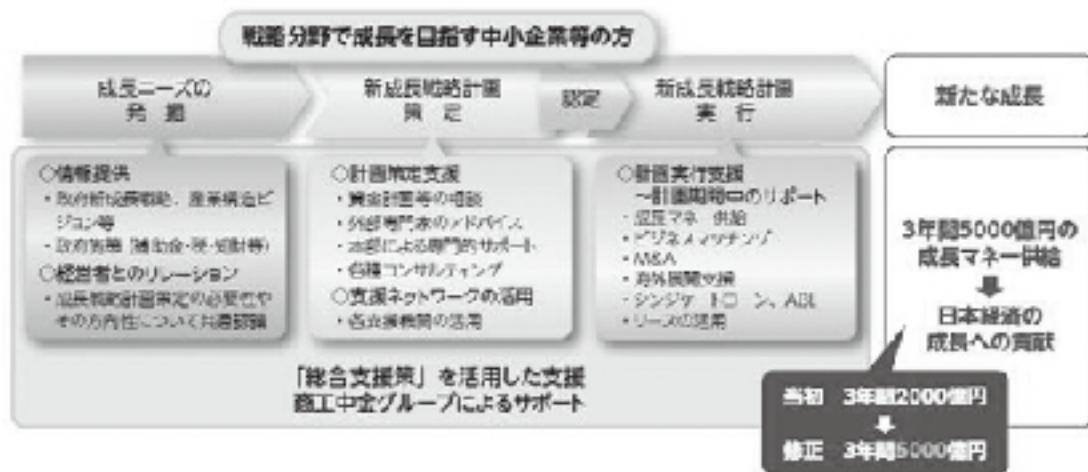 戦略分野で成長を目指す中小企業等の方
成長ニーズの
発 掘
新成長戦略計画
策 定
認定
新成長戦略計画
実 行
新たな成長
○情報提供
・政府新成長戦略、産業構造ビ
ジョン等
・政府施策（補助金・税・知財等）
○経営者とのリレーション
・成長戦略計画策定の必要性や
その方向性について共通認識
○計画策定支援
・資金計画等の相談
・外部専門家のアドバイス
・本部による専門的サポート
・各種コンサルティング
○支援ネットワークの活用
・各支援機関の活用
○計画実行支援
～計画期間中のサポート
・成長マネー供給
・ビジネスマッチング
・M&A
・海外展開支援
・シンジケートローン、ABL
・リースの活用
3年間5000億円の
成長マネー供給
日本経済の
成長への貢献
「総合支援策」を活用した支援
商工中金グループによるサポート
当初 3年間2000億円
修正 3年間5000億円